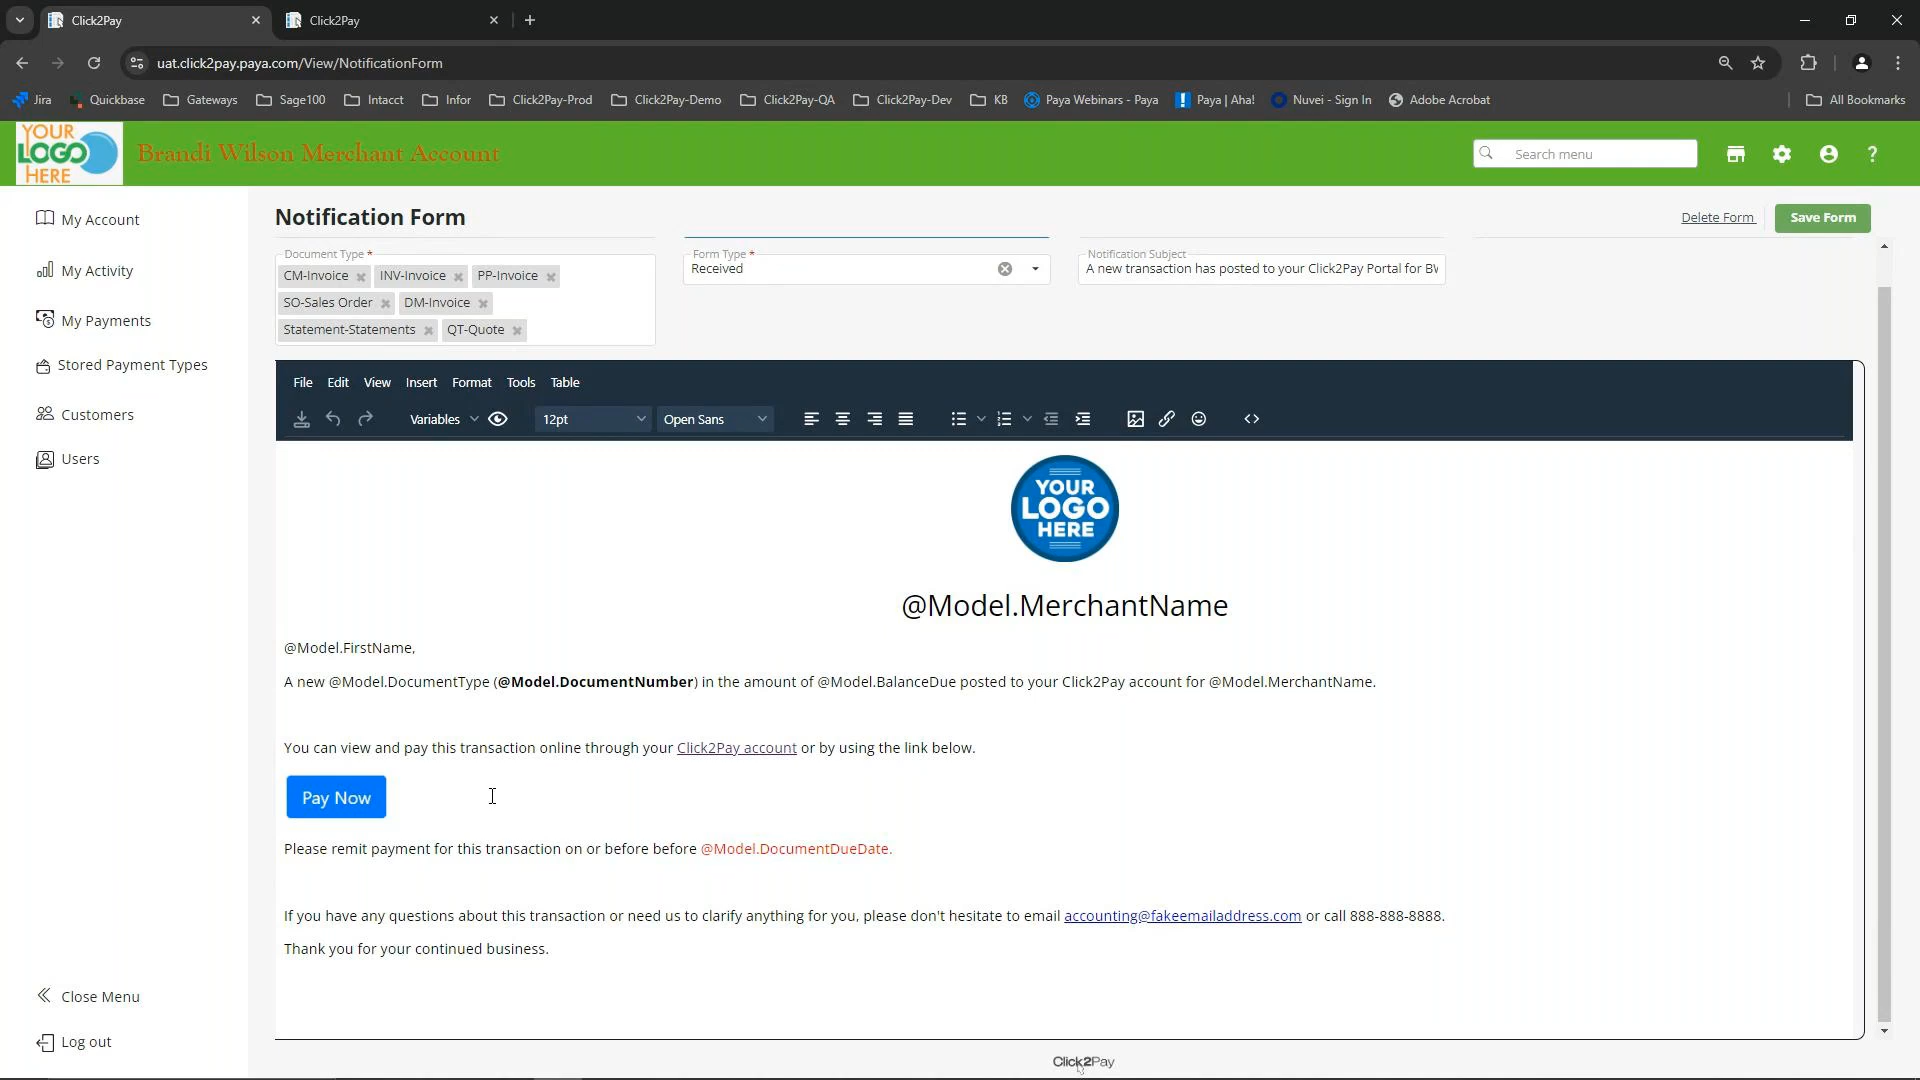 Click2Pay
Click2Pay
uat.click2pay.paya.com/View/NotificationForm
Jira
Quickbase
Gateways
Sage100
Intacct
Infor
Click2Pay-Prod
Click2Pay-Demo
Click2Pay-QA
Click2Pay-Dev
KB
Paya Webinars - Paya
Paya | Aha!
Nuvei - Sign In
Adobe Acrobat
All Bookmarks
YOUR
LOGO
HERE
Brandi Wilson Merchant Account
Search menu
?
My Account
My Activity
My Payments
Stored Payment Types
Customers
Users
Close Menu
Log out
Notification Form
Delete Form
Save Form
Document Type *
CM-Invoice
INV-Invoice
PP-Invoice
SO-Sales Order
DM-Invoice
Statement-Statements
QT-Quote
Form Type *
Received
Notification Subject
A new transaction has posted to your Click2Pay Portal for BW
File Edit View Insert Format Tools Table
Variables
12pt
Open Sans
YOUR
LOGO
HERE
@Model.MerchantName
@Model.FirstName,
A new @Model.DocumentType (@Model.DocumentNumber) in the amount of @Model.BalanceDue posted to your Click2Pay account for @Model.MerchantName.
You can view and pay this transaction online through your Click2Pay account or by using the link below.
Pay Now
Please remit payment for this transaction on or before before @Model.DocumentDueDate.
If you have any questions about this transaction or need us to clarify anything for you, please don't hesitate to email accounting@fakeemailaddress.com or call 888-888-8888.
Thank you for your continued business.
Click2Pay